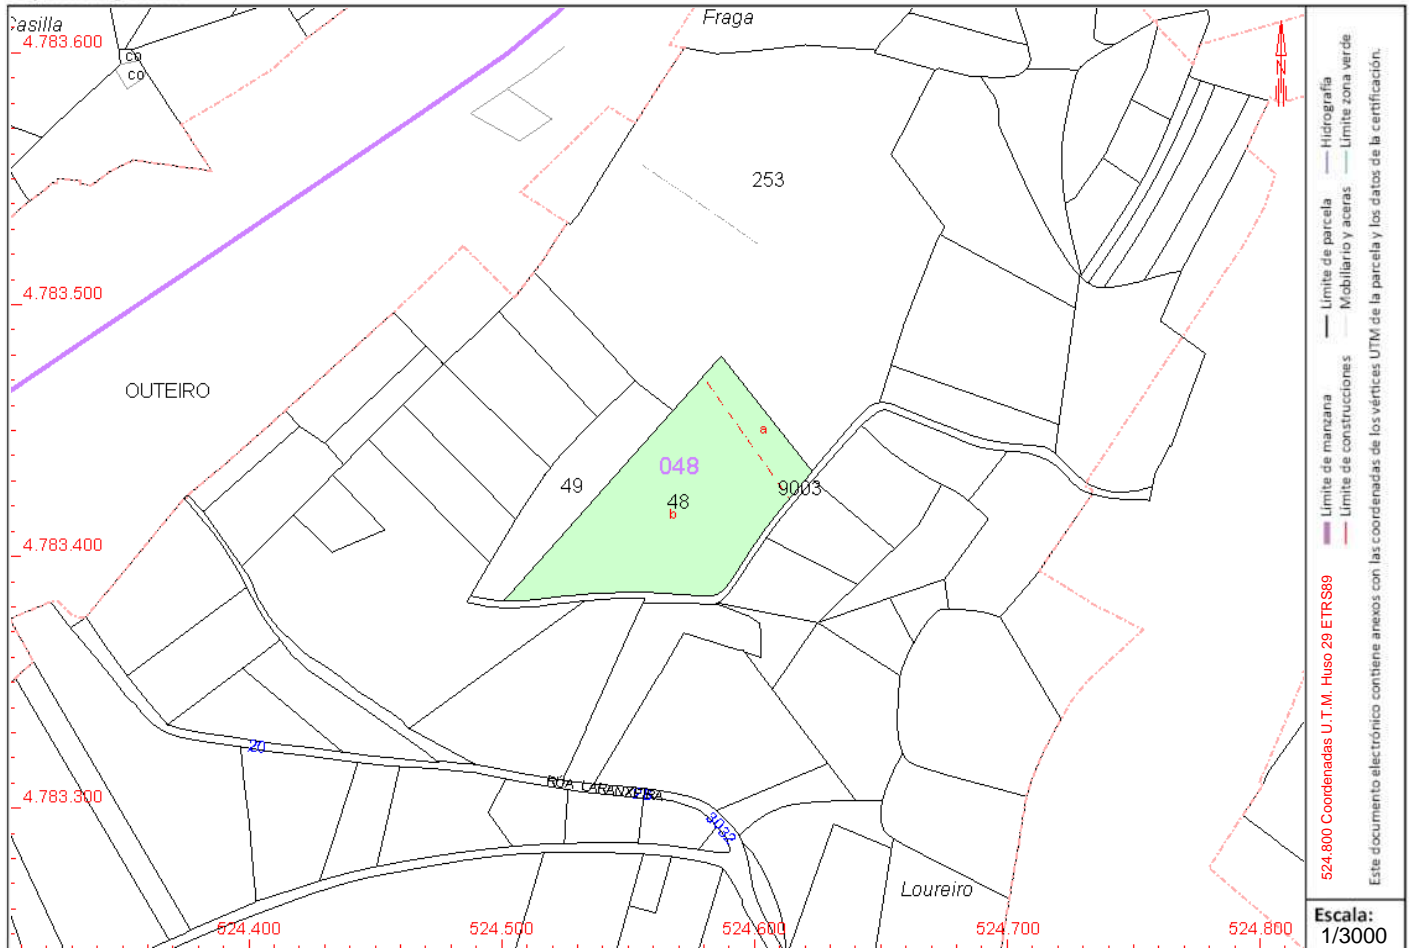 Fraga
asilla
4.783.600
CO
CO
253
4.783.500
OUTEIRO
a
048
49
48
9003
b
4.783.400
20
RÚA LARANXEIRA
4.783.300
3032
Loureiro
524.400
524.500
524.600
524.700
524.800
N
Límite de manzana
Límite de parcela
Hidrografía
Límite de construcciones
Mobiliario y aceras
Límite zona verde
524.800 Coordenadas U.T.M. Huso 29 ETRS89
Este documento electrónico contiene anexos con las coordenadas de los vértices UTM de la parcela y los datos de la certificación.
Escala:
1/3000